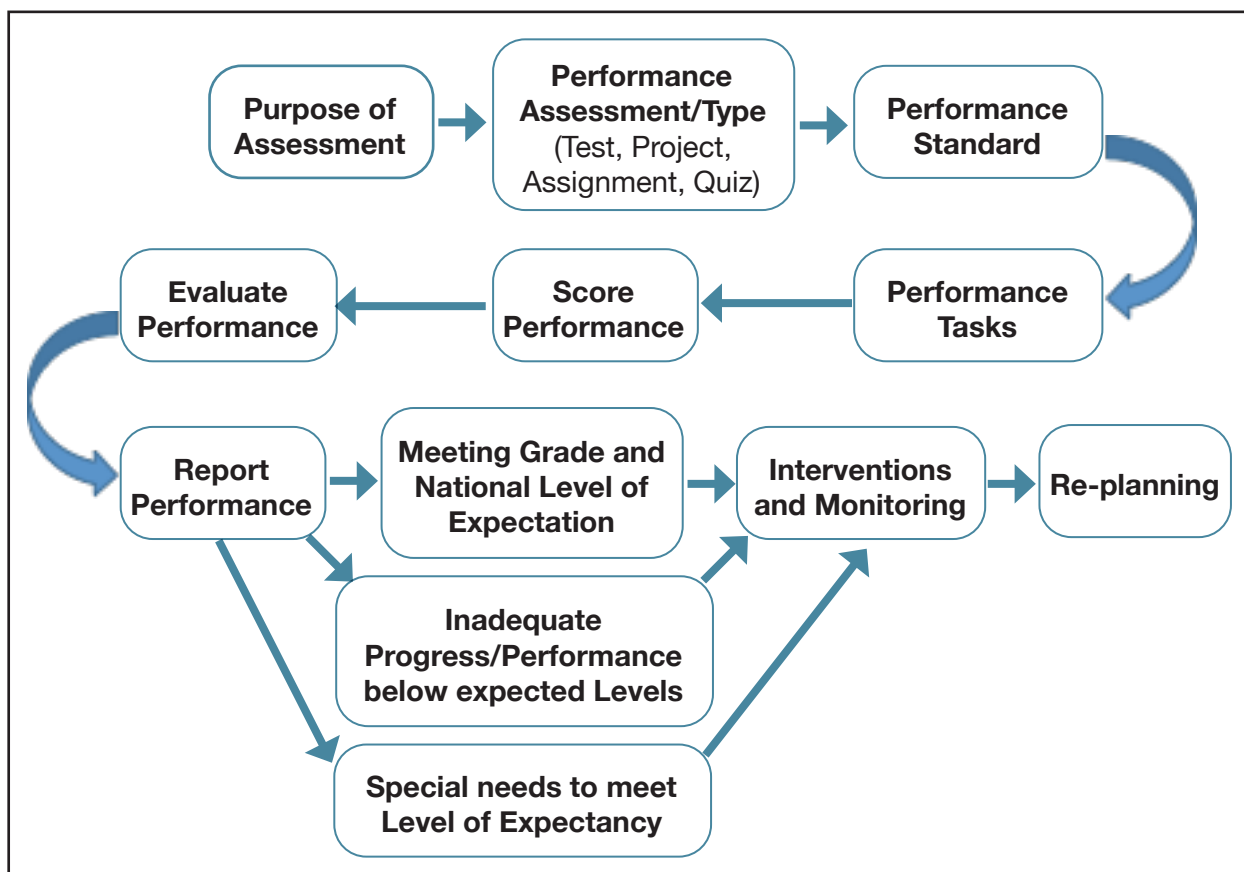 Purpose of
Assessment
Performance
Assessment/Type
(Test, Project,
Assignment, Quiz)
Performance
Standard
Performance
Tasks
Score
Performance
Evaluate
Performance
Report
Performance
Meeting Grade and
National Level of
Expectation
Interventions
and Monitoring
Re-planning
Inadequate
Progress/Performance
below expected Levels
Special needs to meet
Level of Expectancy